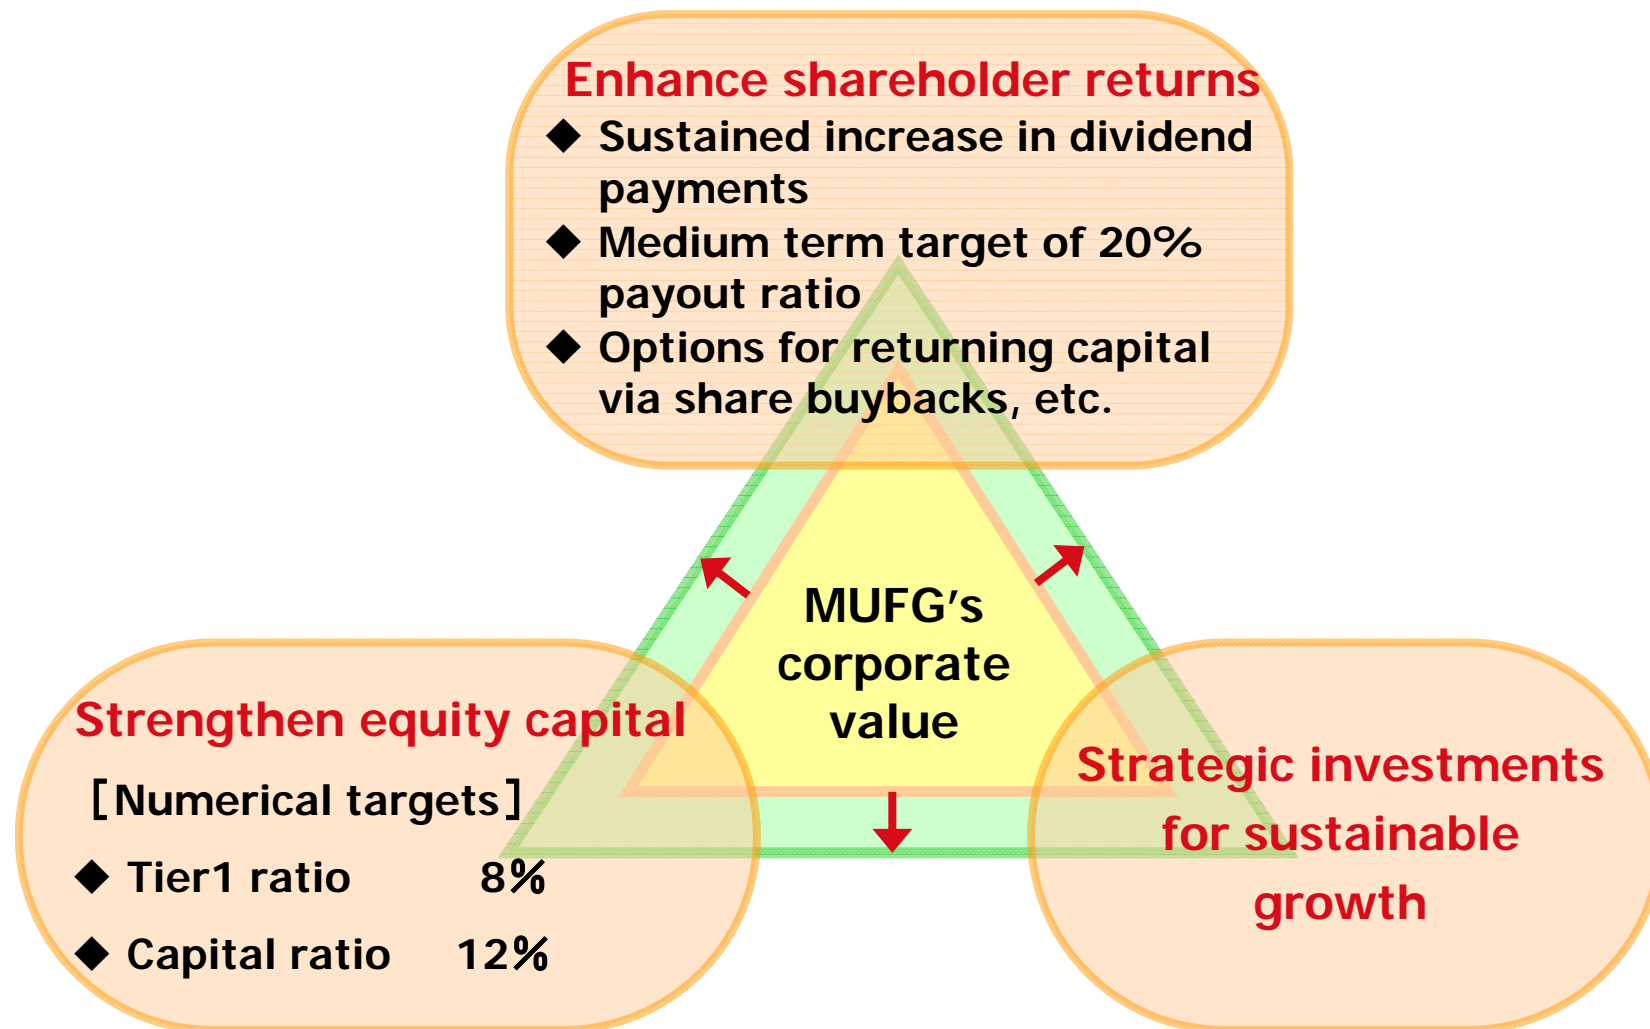 Enhance shareholder returns
◆ Sustained increase in dividend
payments
◆ Medium term target of 20%
payout ratio
◆ Options for returning capital
via share buybacks, etc.
MUFG's
corporate
value
Strengthen equity capital
[Numerical targets]
◆ Tier1 ratio 8%
◆ Capital ratio 12%
Strategic investments
for sustainable
growth